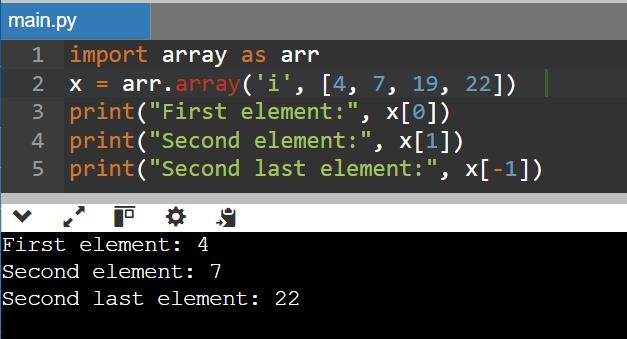 main.py
1 import array as arr
2 x = arr.array('i', [4, 7, 19, 22])
3 print("First element:", x[0])
4 print("Second element:", x[1])
5 print("Second last element:", x[-1])
First element: 4
Second element: 7
Second last element: 22